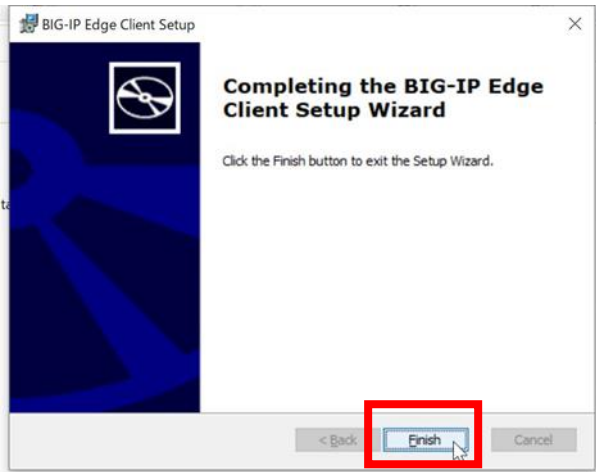 BIG-IP Edge Client Setup
Completing the BIG-IP Edge
Client Setup Wizard
Click the Finish button to exit the Setup Wizard.
ta
< Back Finish Cancel